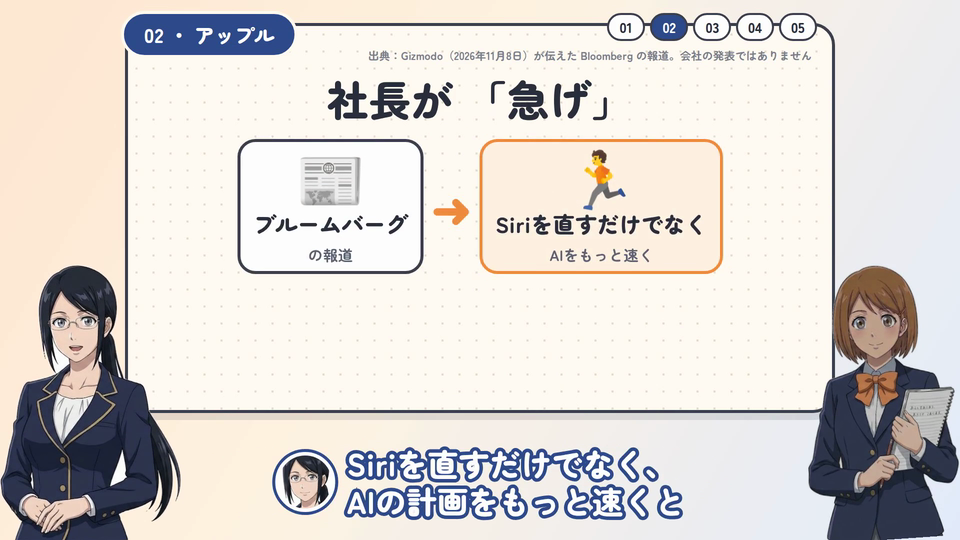 02 ・ アップル
01 02 03 04 05
出典：Gizmodo（2026年11月8日）が伝えた Bloomberg の報道。会社の発表ではありません
社長が 「急げ」
ブルームバーグ
の報道
Siriを直すだけでなく
AIをもっと速く
Siriを直すだけでなく、
AIの計画をもっと速くと